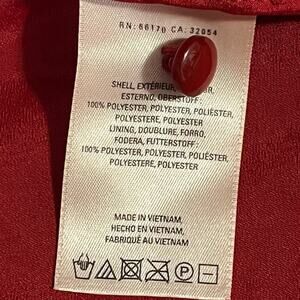 RN: 66170 CA: 32054
SHELL, EXTÉRIEUR,
ESTERNO, OBERSTOFF:
100% POLYESTER, POLYESTER, POLIÉSTER,
POLYESTERE, POLYESTER
LINING, DOUBLURE, FORRO,
FODERA, FUTTERSTOFF:
100% POLYESTER, POLYESTER, POLIÉSTER,
POLYESTERE, POLYESTER
MADE IN VIETNAM,
HECHO EN VIETNAM,
FABRIQUÉ AU VIETNAM
P